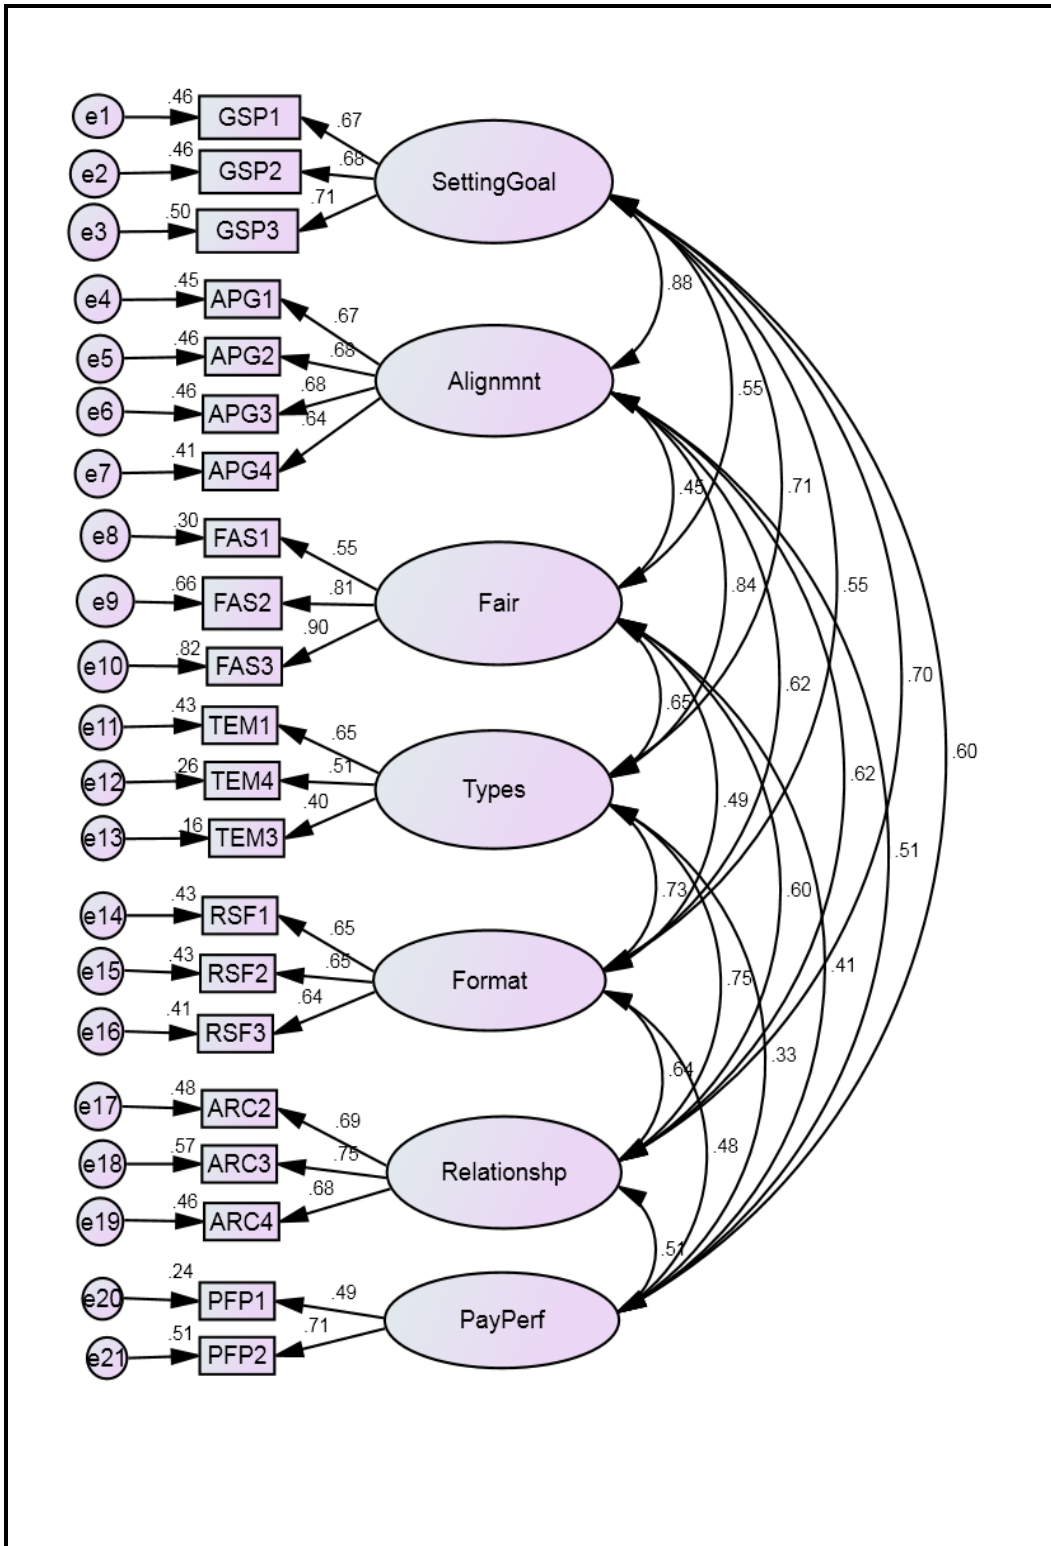 .46
e1
GSP1
.67
SettingGoal
.46
e2
GSP2
.68
.50
e3
GSP3
.71
.88
.45
e4
APG1
.67
.46
e5
APG2
.68
Alignmnt
.46
e6
APG3
.68
.55
.41
e7
APG4
.64
.45
.71
.30
e8
FAS1
.55
.66
e9
FAS2
.81
Fair
.84
.55
.82
e10
FAS3
.90
.62
.70
.43
e11
TEM1
.65
.65
.26
e12
TEM4
.51
Types
.62
.60
.16
e13
TEM3
.40
.49
.51
.43
e14
RSF1
.65
.73
.60
.43
e15
RSF2
.65
Format
.75
.41
.41
e16
RSF3
.64
.33
.48
e17
ARC2
.69
.64
.57
e18
ARC3
.75
Relationshp
.48
.46
e19
ARC4
.68
.51
.24
e20
PFP1
.49
PayPerf
.51
e21
PFP2
.71